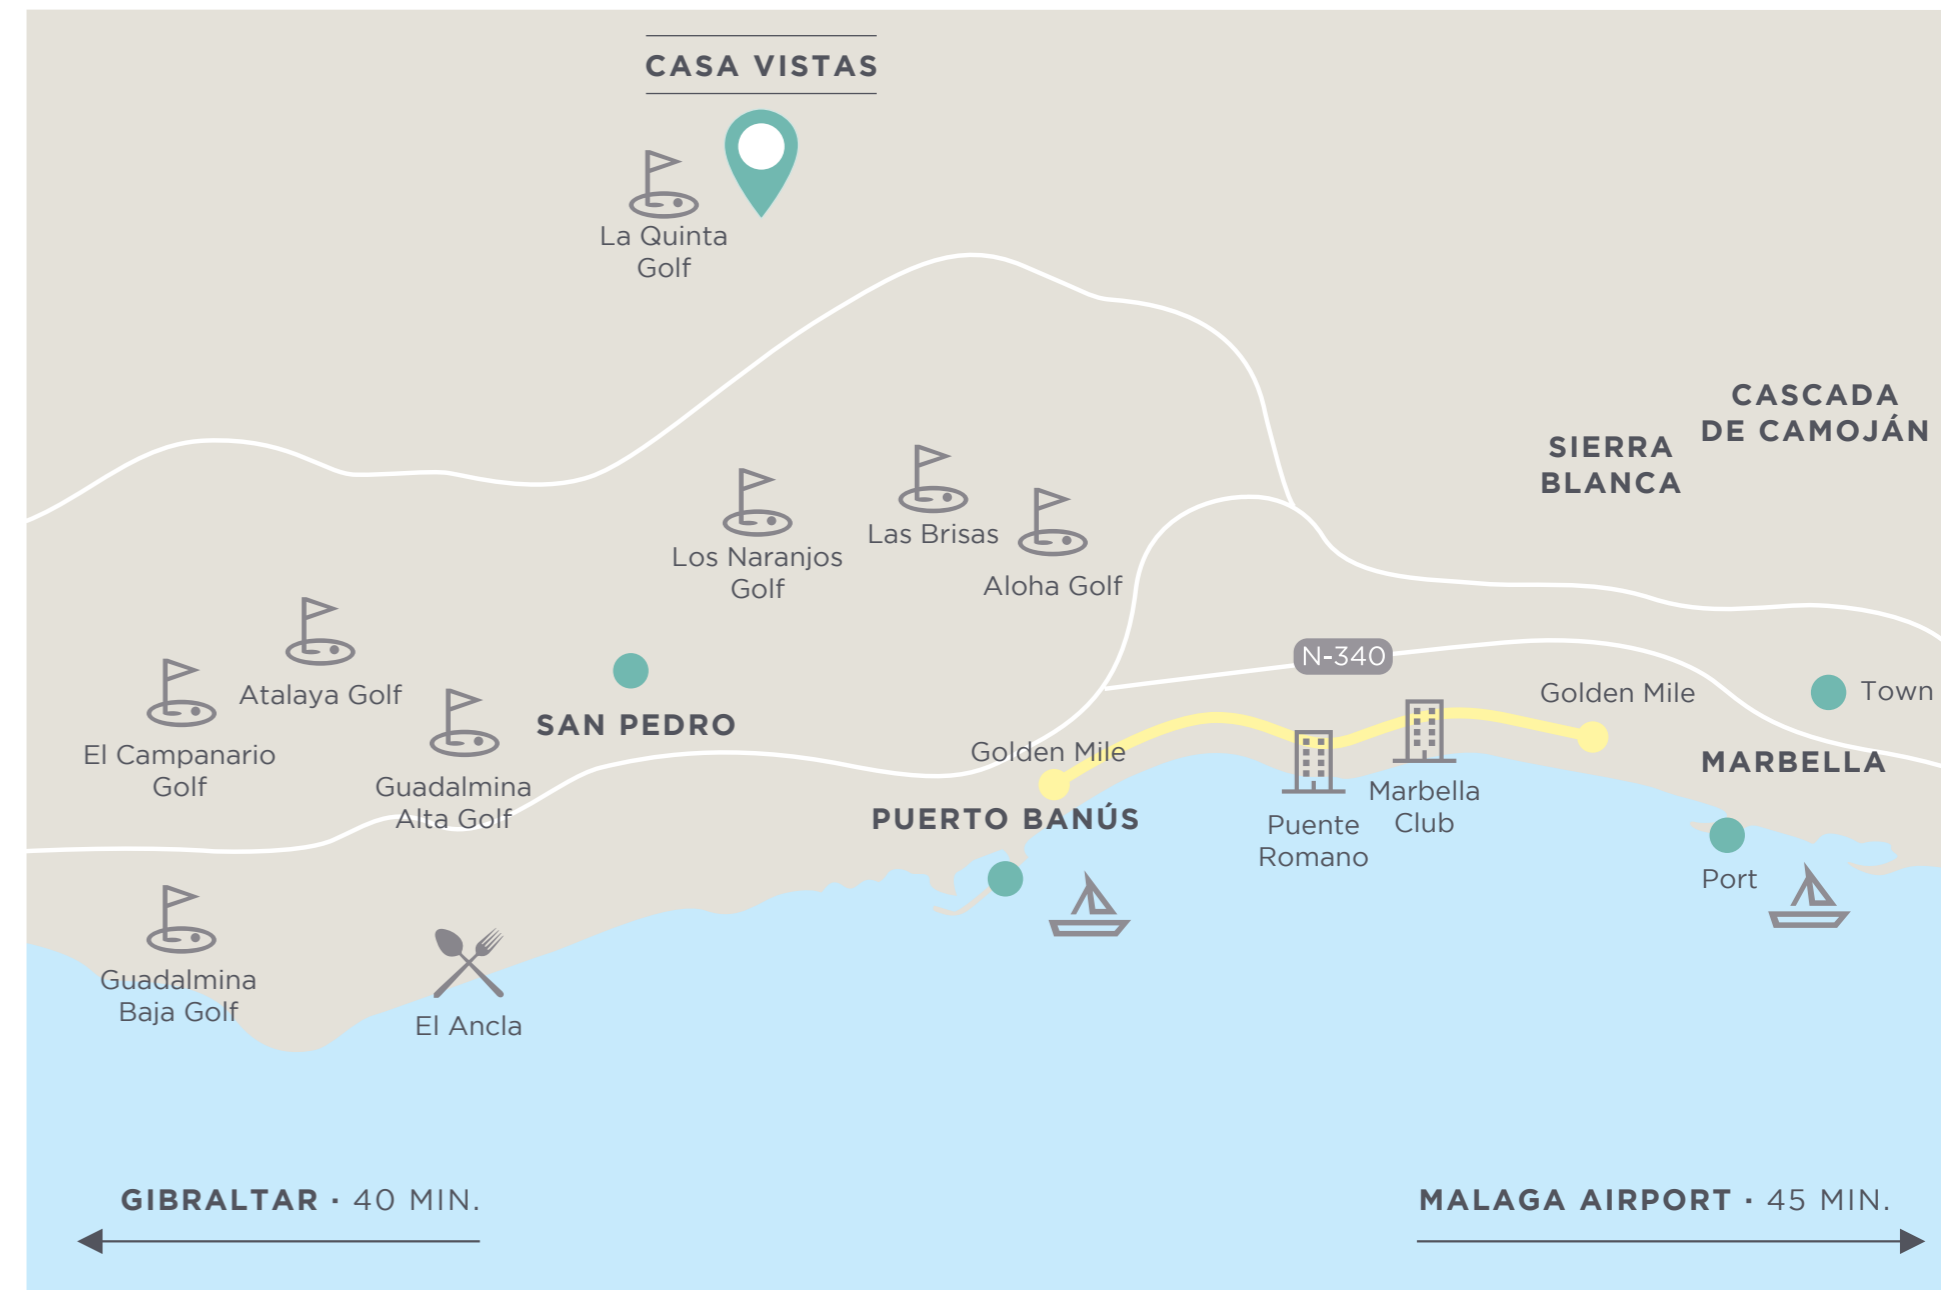 CASA VISTAS
La Quinta
Golf
CASCADA
DE CAMOJÁN
SIERRA
BLANCA
Las Brisas
Los Naranjos
Golf
Aloha Golf
N-340
Atalaya Golf
SAN PEDRO
Golden Mile
Town
El Campanario
Golf
Guadalmina
Alta Golf
Golden Mile
MARBELLA
PUERTO BANÚS
Marbella
Club
Puente
Romano
Port
Guadalmina
Baja Golf
El Ancla
GIBRALTAR · 40 MIN.
MALAGA AIRPORT · 45 MIN.